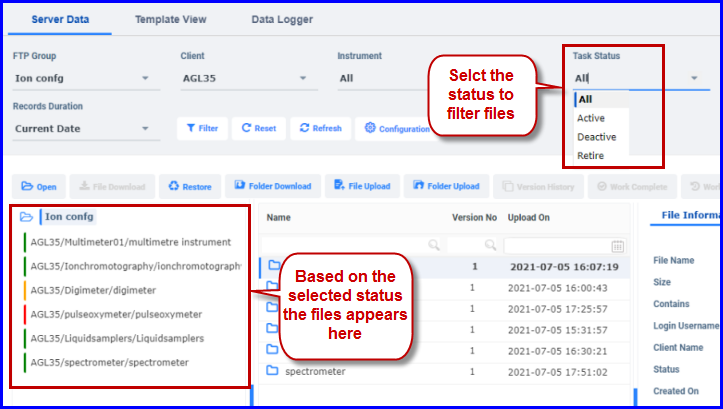 Server Data
Template View
Data Logger
FTP Group
Client
Instrument
Task Status
Ion confg
AGL35
All
All
Selct the
status to
filter files
All
Active
Deactive
Retire
Records Duration
Current Date
Filter
Reset
Refresh
Configuration
Open
File Download
Restore
Folder Download
File Upload
Folder Upload
Version History
Work Complete
Ion confg
AGL35/Multimeter01/multimetre instrument
AGL35/Ionchromotography/ionchromotography
AGL35/Digimeter/digimeter
AGL35/pulseoxymeter/pulseoxymeter
AGL35/Liquidsamplers/Liquidsamplers
AGL35/spectrometer/spectrometer
Based on the
selected status
the files appears
here
Name
Version No
Upload On
1
2021-07-05 16:07:19
1
2021-07-05 16:00:43
1
2021-07-05 17:25:57
1
2021-07-05 15:31:57
1
2021-07-05 16:30:21
spectrometer
1
2021-07-05 17:51:02
File Informa
File Name
Size
Contains
Login Username
Client Name
Status
Created On